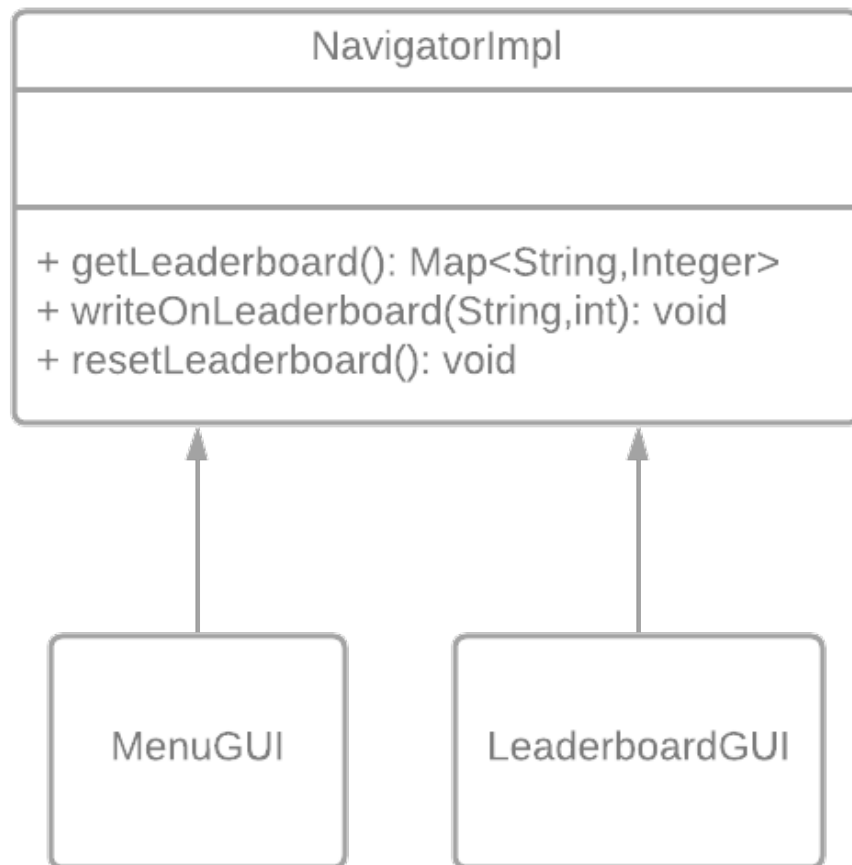 NavigatorImpl
+ getLeaderboard(): Map<String,Integer>
+ writeOnLeaderboard(String,int): void
+ resetLeaderboard(): void
MenuGUI
LeaderboardGUI